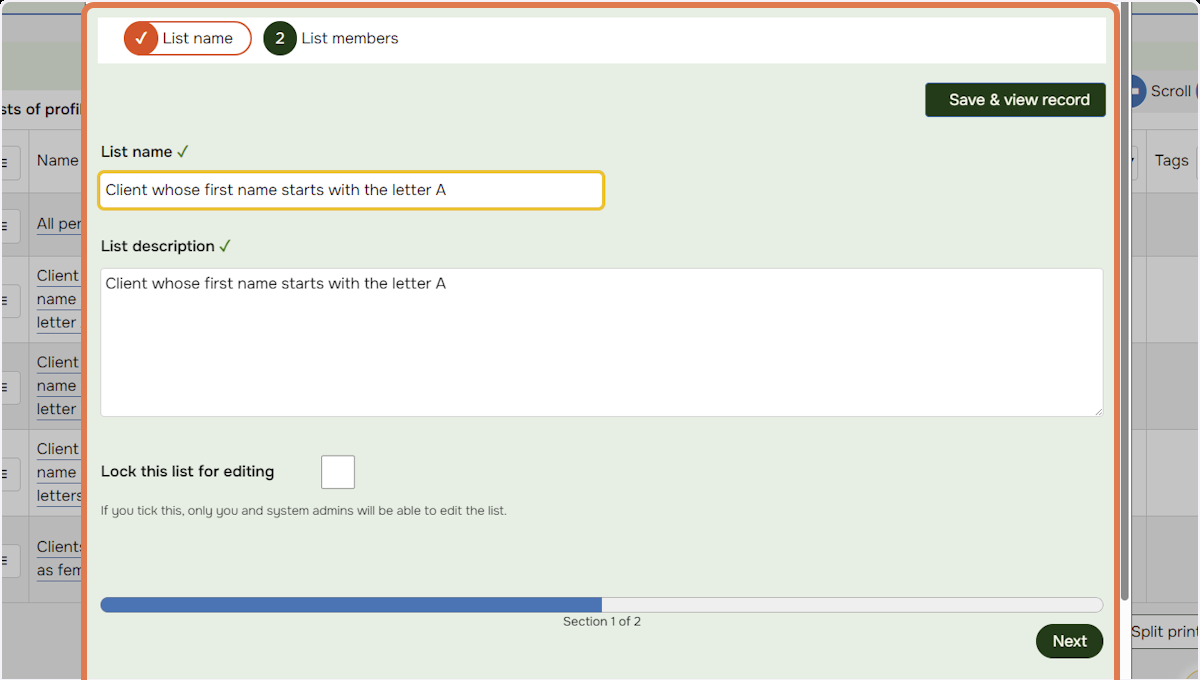 ✓ List name
2 List members
Save & view record
sts of profi
Scroll
List name ✓
Name
Tags
Client whose first name starts with the letter A
All per
List description ✓
Client whose first name starts with the letter A
Client
name
letter
Client
name
letter
Client
name
letters
Lock this list for editing
If you tick this, only you and system admins will be able to edit the list.
Clients
as fem
Section 1 of 2
Next
Split print